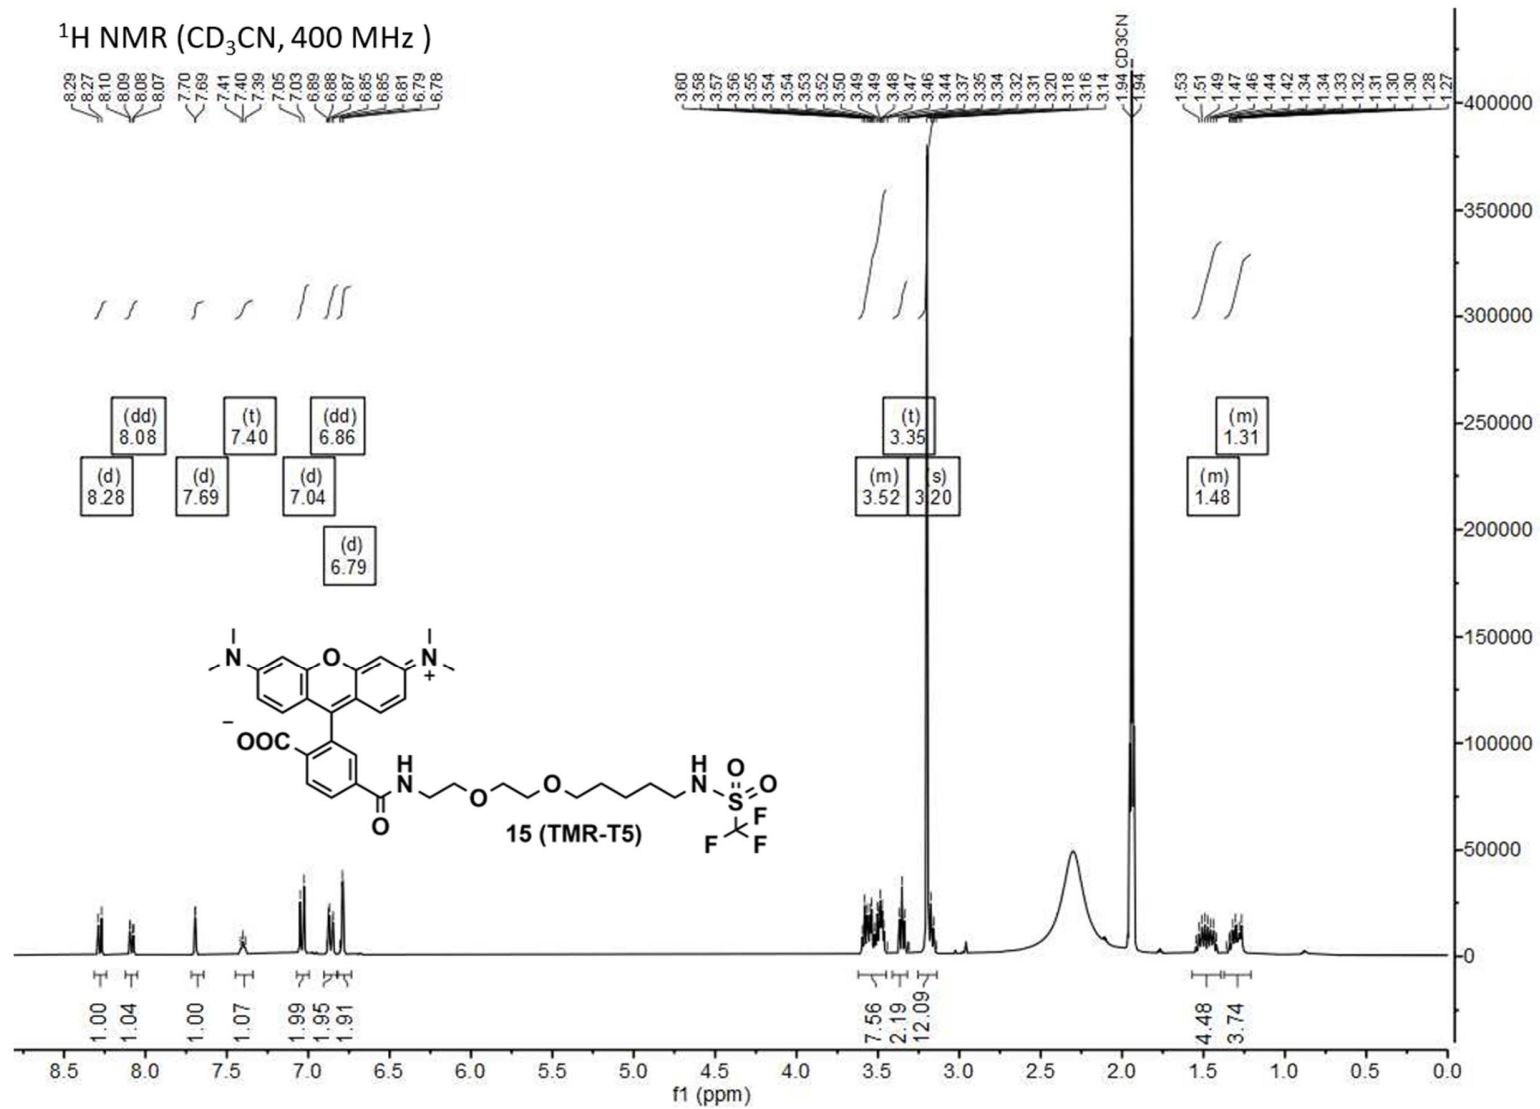 ¹H NMR (CD₃CN, 400 MHz )
8.29
8.27
8.10
8.09
8.08
8.07
7.70
7.69
7.41
7.40
7.39
7.05
7.03
6.89
6.88
6.87
6.85
6.85
6.81
6.79
6.78
3.60
3.58
3.57
3.56
3.55
3.54
3.54
3.53
3.52
3.50
3.49
3.49
3.48
3.47
3.46
3.44
3.37
3.35
3.34
3.32
3.31
3.20
3.18
3.16
3.14
1.94 CD3CN
1.94
1.53
1.51
1.49
1.47
1.46
1.44
1.42
1.34
1.34
1.33
1.32
1.31
1.30
1.30
1.28
1.27
400000
350000
300000
250000
200000
150000
100000
50000
0
(dd)
8.08
(t)
7.40
(dd)
6.86
(t)
3.35
(m)
1.31
(d)
8.28
(d)
7.69
(d)
7.04
(m)
3.52
(s)
3.20
(m)
1.48
(d)
6.79
N
O
N
+
−
OOC
H
N
O
O
O
H
N
O
O
S
F
F
F
15 (TMR-T5)
1.00
1.04
1.00
1.07
1.99
1.95
1.91
7.56
2.19
12.09
4.48
3.74
8.5 8.0 7.5 7.0 6.5 6.0 5.5 5.0 4.5 4.0 3.5 3.0 2.5 2.0 1.5 1.0 0.5 0.0
f1 (ppm)